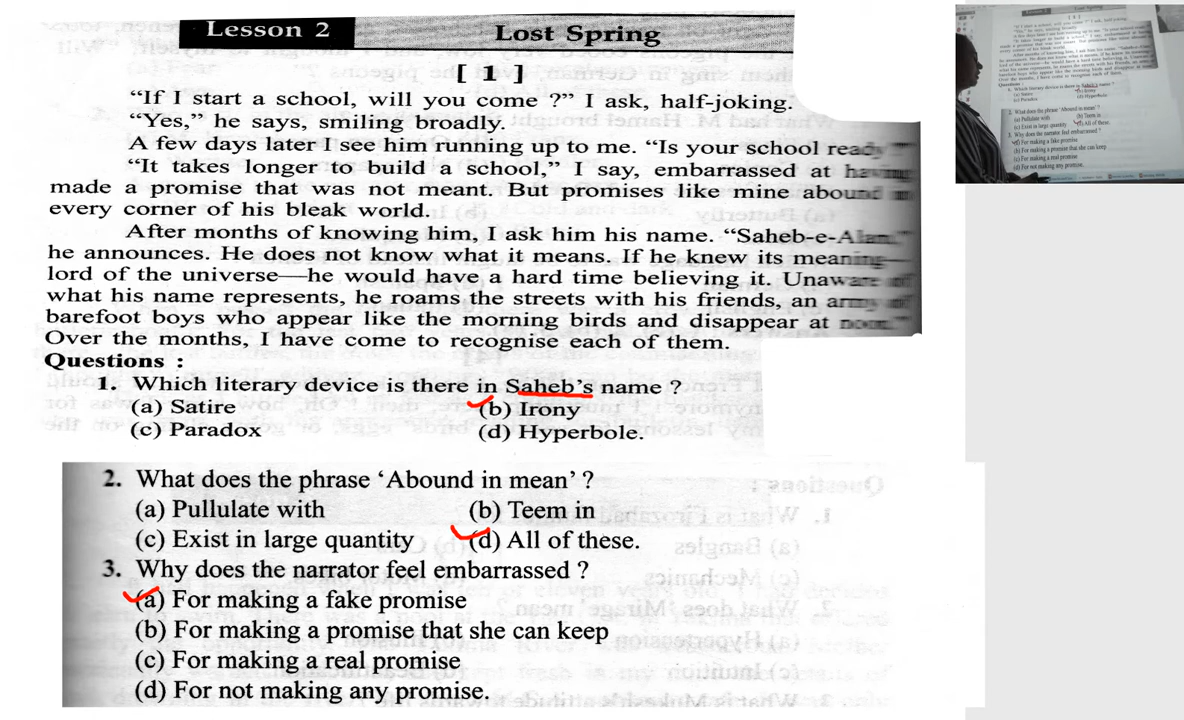 Lesson 2
Lost Spring
[ 1 ]
“If I start a school, will you come ?” I ask, half-joking.
“Yes,” he says, smiling broadly.
A few days later I see him running up to me. “Is your school ready
“It takes longer to build a school,” I say, embarrassed at having
made a promise that was not meant. But promises like mine abound in
every corner of his bleak world.
After months of knowing him, I ask him his name. “Saheb-e-Alam,”
he announces. He does not know what it means. If he knew its meaning—
lord of the universe—he would have a hard time believing it. Unaware of
what his name represents, he roams the streets with his friends, an army of
barefoot boys who appear like the morning birds and disappear at noon.
Over the months, I have come to recognise each of them.
Questions :
1. Which literary device is there in Saheb’s name ?
(a) Satire (b) Irony
(c) Paradox (d) Hyperbole.
2. What does the phrase ‘Abound in mean’ ?
(a) Pullulate with (b) Teem in
(c) Exist in large quantity (d) All of these.
3. Why does the narrator feel embarrassed ?
(a) For making a fake promise
(b) For making a promise that she can keep
(c) For making a real promise
(d) For not making any promise.